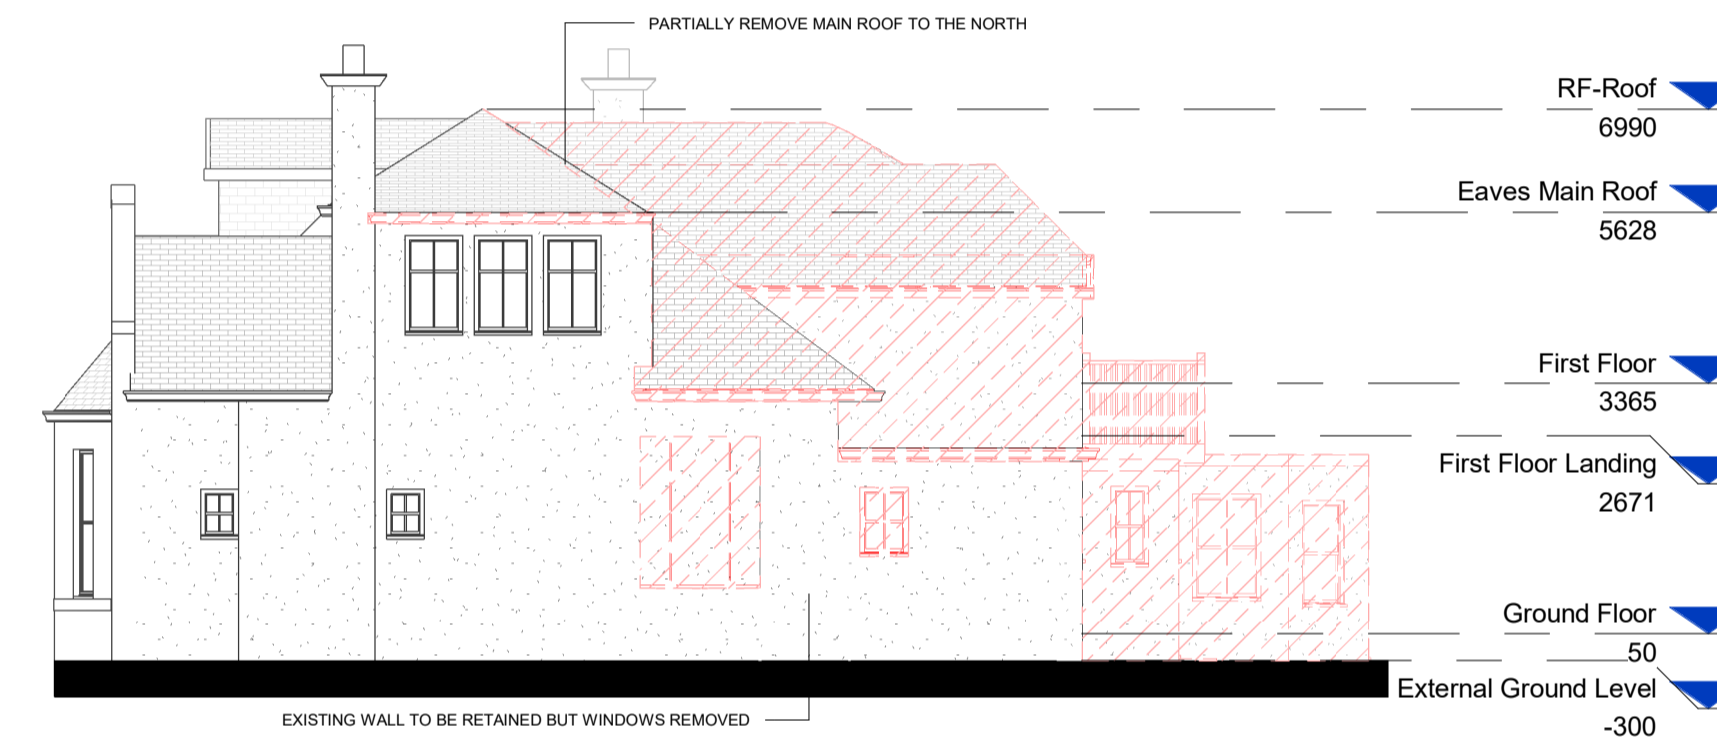 PARTIALLY REMOVE MAIN ROOF TO THE NORTH
RF-Roof
6990
Eaves Main Roof
5628
First Floor
3365
First Floor Landing
2671
Ground Floor
50
External Ground Level
-300
EXISTING WALL TO BE RETAINED BUT WINDOWS REMOVED